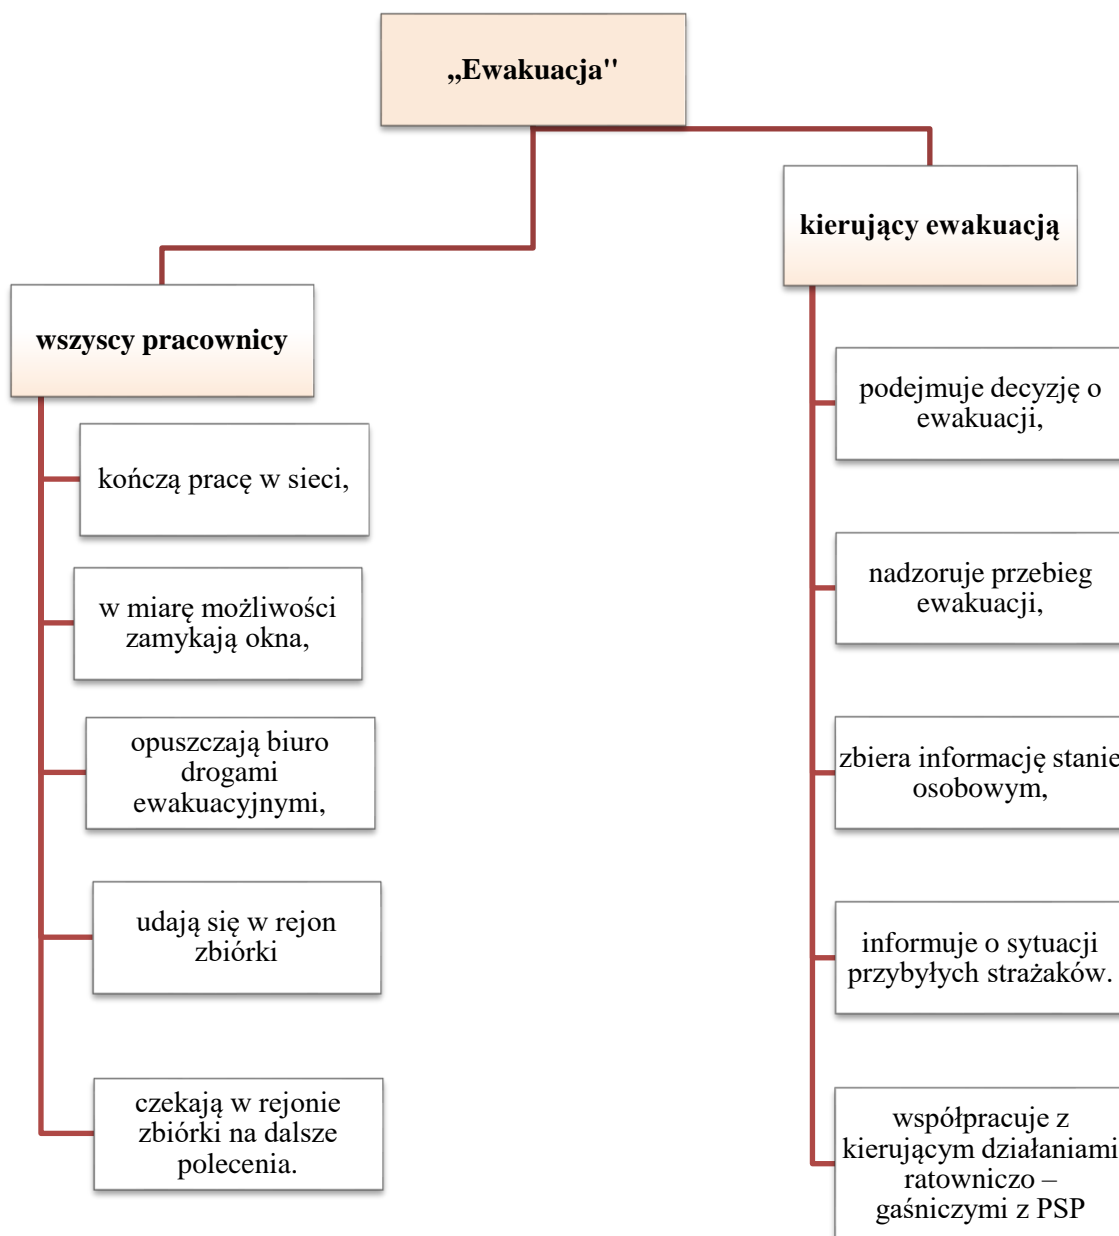 „Ewakuacja"
kierujący ewakuacją
wszyscy pracownicy
kończą pracę w sieci,
w miarę możliwości
zamykają okna,
opuszczają biuro
drogami
ewakuacyjnymi,
udają się w rejon
zbiórki
czekają w rejonie
zbiórki na dalsze
polecenia.
podejmuje decyzję o
ewakuacji,
nadzoruje przebieg
ewakuacji,
zbiera informację stanie
osobowym,
informuje o sytuacji
przybyłych strażaków.
współpracuje z
kierującym działaniami
ratowniczo –
gaśniczymi z PSP